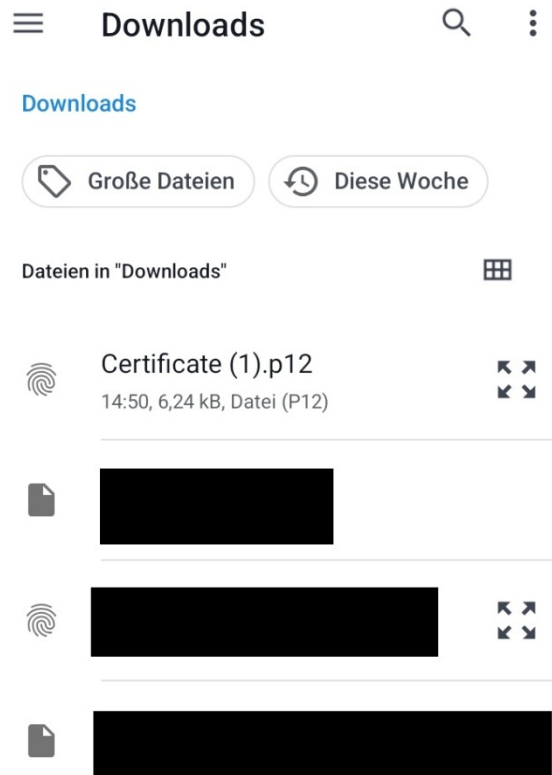 Downloads
Downloads
Große Dateien
Diese Woche
Dateien in "Downloads"
Certificate (1).p12
14:50, 6,24 kB, Datei (P12)